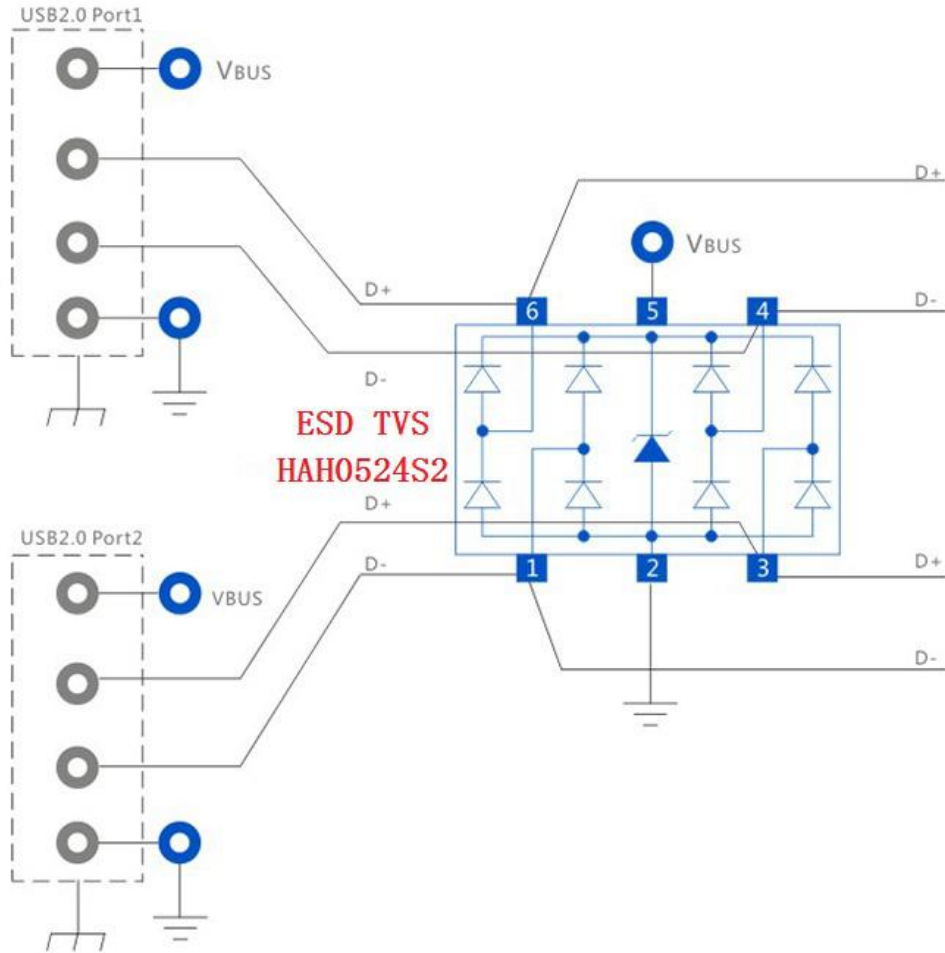 USB2.0 Port1
VBUS
D+
VBUS
D+
D-
6
5
4
D-
ESD TVS
HAH0524S2
D+
USB2.0 Port2
D-
1
2
3
D+
VBUS
D-